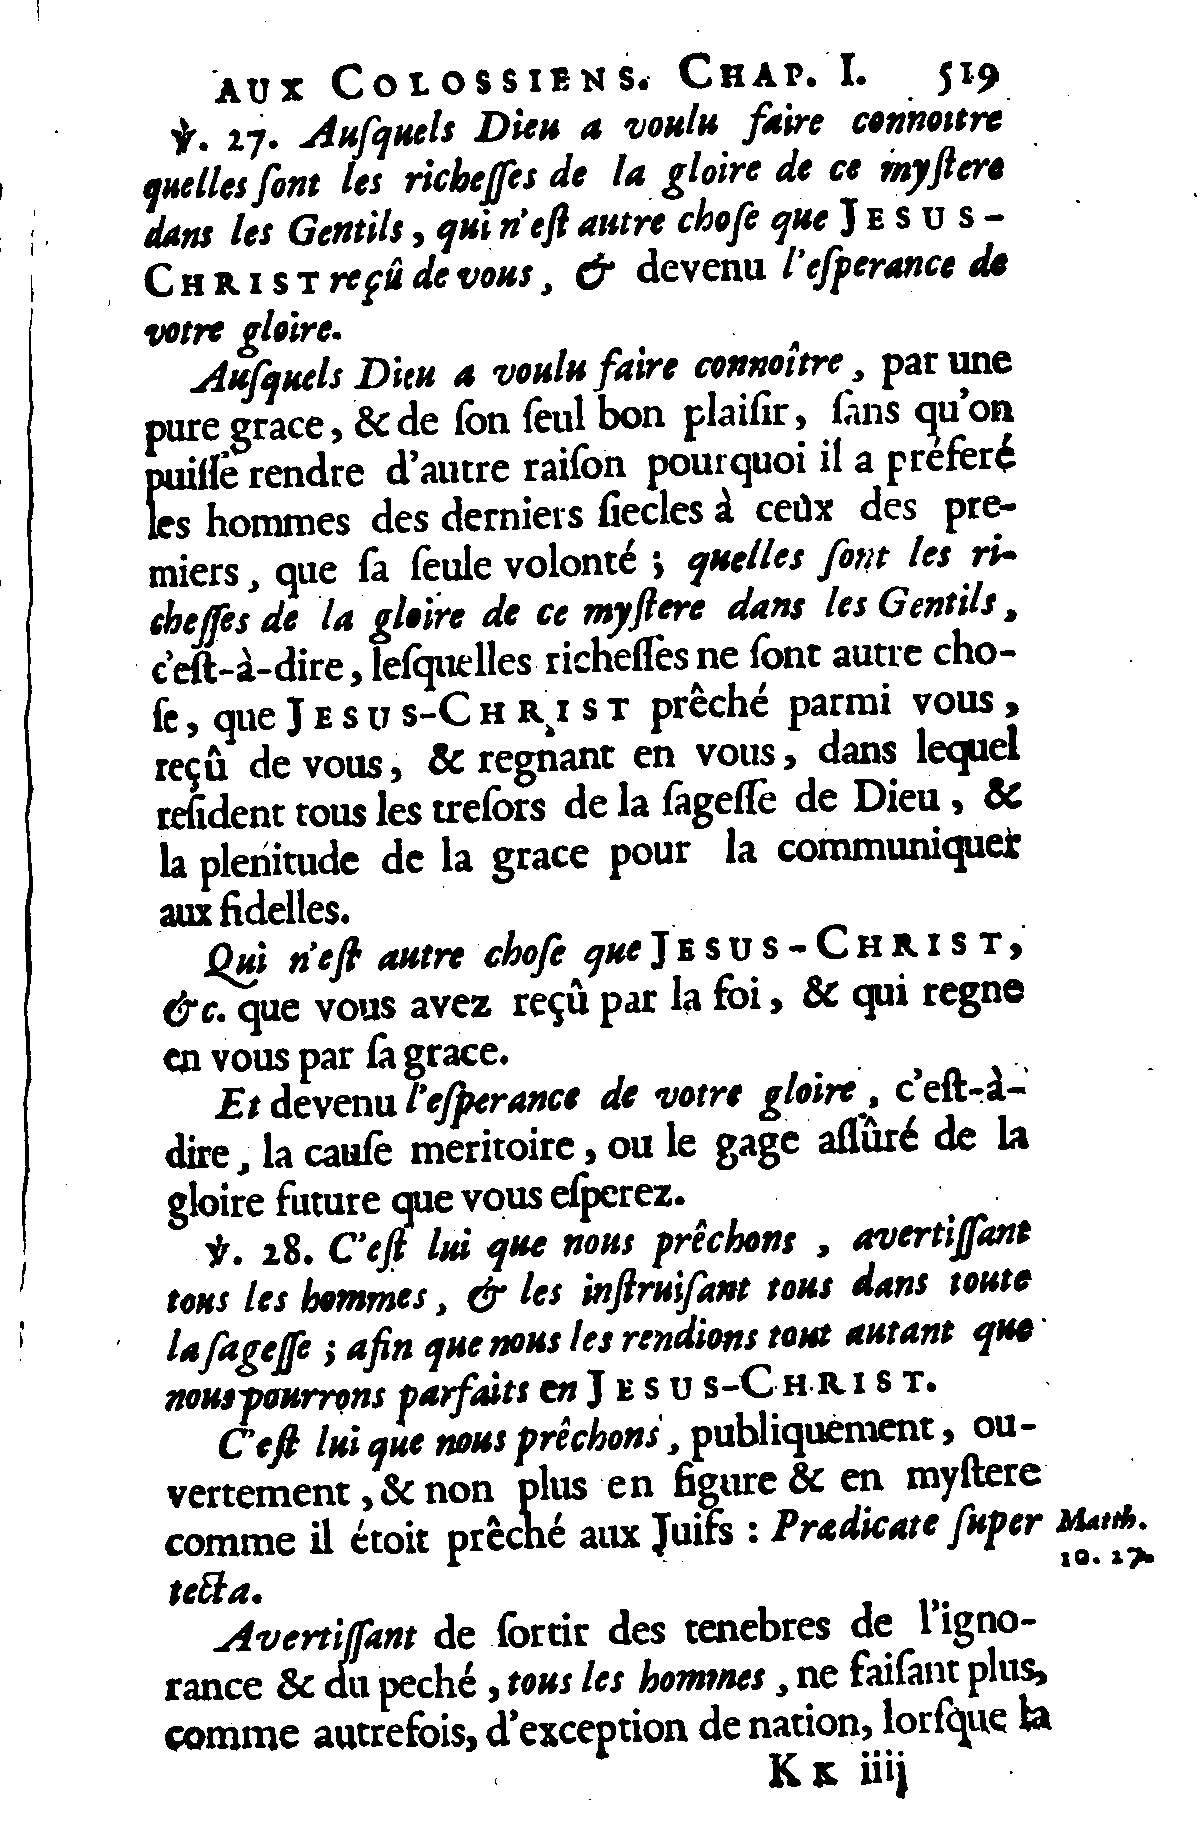 AUX COLOSSIENS. CHAP. I. 519
℣. 27. Auſquels Dieu a voulu faire connoitre
quelles ſont les richeſſes de la gloire de ce myſtere
dans les Gentils, qui n'eſt autre choſe que JESUS-
CHRIST reçû de vous, & devenu l'eſperance de
votre gloire.
Auſquels Dieu a voulu faire connoître, par une
pure grace, & de ſon ſeul bon plaiſir, ſans qu'on
puiſſe rendre d'autre raiſon pourquoi il a préferé
les hommes des derniers ſiecles à ceux des pre-
miers, que ſa ſeule volonté ; quelles ſont les ri-
cheſſes de la gloire de ce myſtere dans les Gentils,
c'eſt-à-dire, leſquelles richeſſes ne ſont autre cho-
ſe, que JESUS-CHRIST prêché parmi vous,
reçû de vous, & regnant en vous, dans lequel
reſident tous les treſors de la ſageſſe de Dieu, &
la plenitude de la grace pour la communiquer
aux fidelles.
Qui n'eſt autre choſe que JESUS-CHRIST,
&c. que vous avez reçû par la foi, & qui regne
en vous par ſa grace.
Et devenu l'eſperance de votre gloire, c'eſt-à-
dire, la cauſe meritoire, ou le gage aſſûré de la
gloire future que vous eſperez.
℣. 28. C'eſt lui que nous prêchons, avertiſſant
tous les hommes, & les inſtruiſant tous dans toute
la ſageſſe ; afin que nous les rendions tout autant que
nous pourrons parfaits en JESUS-CHRIST.
C'eſt lui que nous prêchons, publiquement, ou-
vertement, & non plus en figure & en myſtere
comme il étoit prêché aux Juifs : Prædicate ſuper
tecta.
Matth.
10. 27.
Avertiſſant de ſortir des tenebres de l'igno-
rance & du peché, tous les hommes, ne faiſant plus,
comme autrefois, d'exception de nation, lorſque la
K k iiij